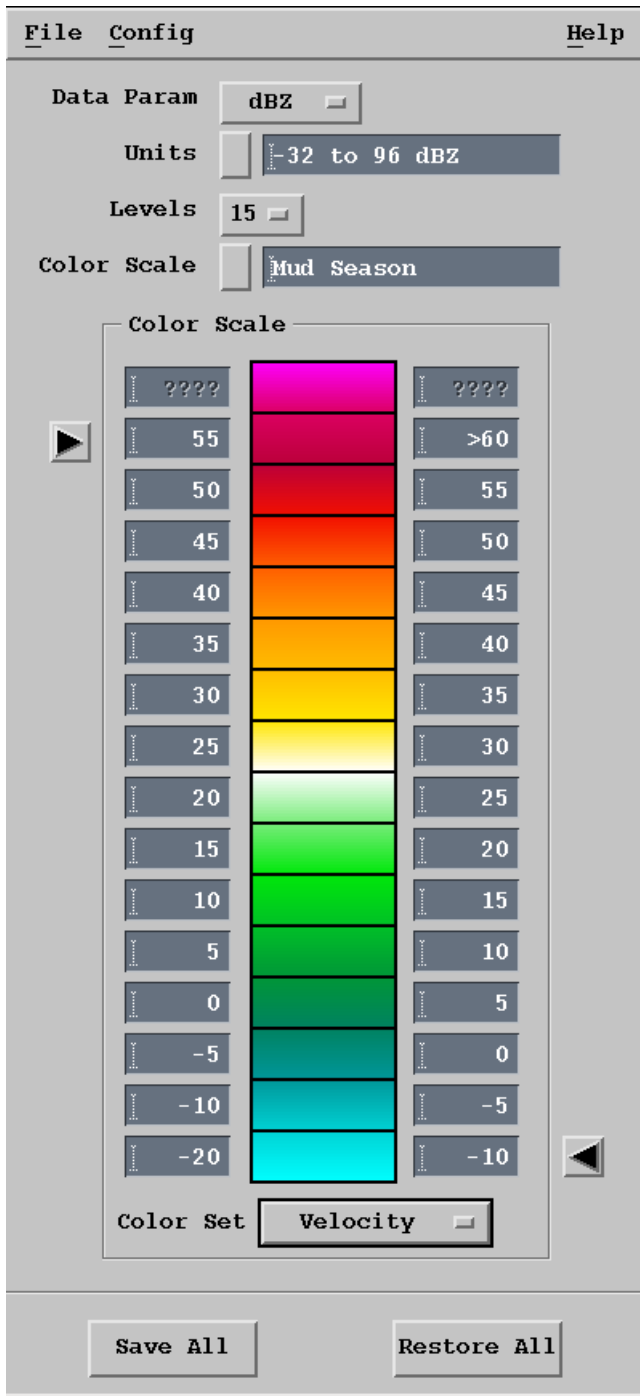 File Config Help
Data Param dBZ
Units -32 to 96 dBZ
Levels 15
Color Scale Mud Season
Color Scale
???? ????
55 >60
50 55
45 50
40 45
35 40
30 35
25 30
20 25
15 20
10 15
5 10
0 5
-5 0
-10 -5
-20 -10
Color Set Velocity
Save All Restore All